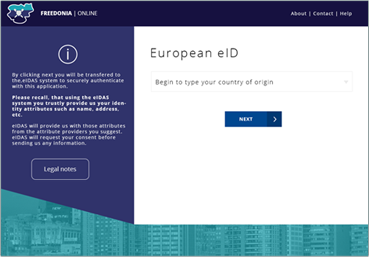 FREEDONIA | ONLINE
About | Contact | Help
By clicking next you will be transfered to
the,eIDAS system to securely authenticate
with this application.
Please recall, that using the eIDAS
system you trustly provide us your iden-
tity attributes such as name, address,
etc.
eIDAS will provide us with those attributes
from the attribute providers you suggest.
eIDAS will request your consent before
sending us any information.
Legal notes
European eID
Begin to type your country of origin
NEXT